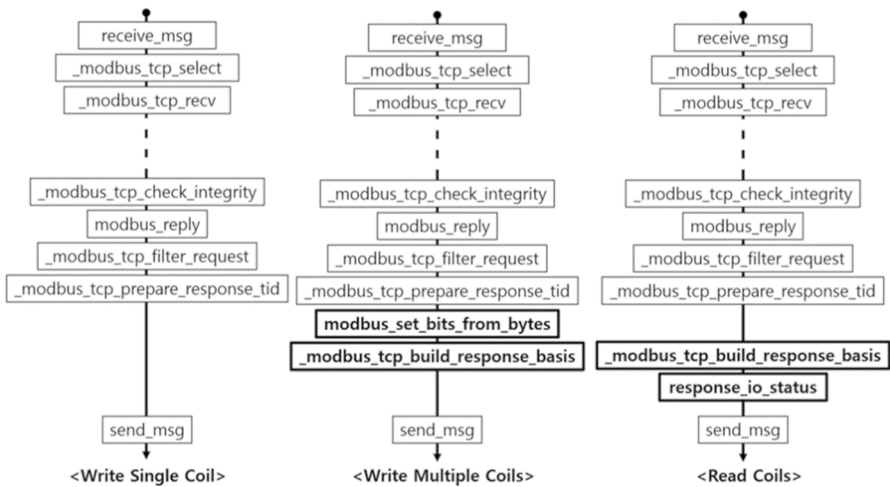 receive_msg
_modbus_tcp_select
_modbus_tcp_recv
_modbus_tcp_check_integrity
modbus_reply
_modbus_tcp_filter_request
_modbus_tcp_prepare_response_tid
send_msg
<Write Single Coil>
receive_msg
_modbus_tcp_select
_modbus_tcp_recv
_modbus_tcp_check_integrity
modbus_reply
_modbus_tcp_filter_request
_modbus_tcp_prepare_response_tid
modbus_set_bits_from_bytes
_modbus_tcp_build_response_basis
send_msg
<Write Multiple Coils>
receive_msg
_modbus_tcp_select
_modbus_tcp_recv
_modbus_tcp_check_integrity
modbus_reply
_modbus_tcp_filter_request
_modbus_tcp_prepare_response_tid
_modbus_tcp_build_response_basis
response_io_status
send_msg
<Read Coils>